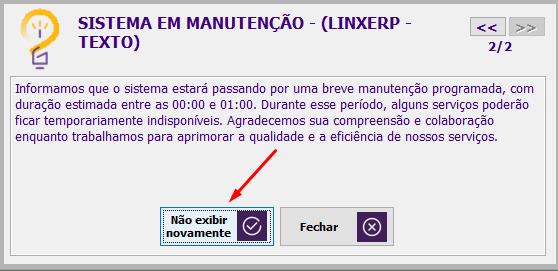 SISTEMA EM MANUTENÇÃO - (LINXERP -
TEXTO)
<< >>
2/2
Informamos que o sistema estará passando por uma breve manutenção programada, com
duração estimada entre as 00:00 e 01:00. Durante esse período, alguns serviços poderão
ficar temporariamente indisponíveis. Agradecemos sua compreensão e colaboração
enquanto trabalhamos para aprimorar a qualidade e a eficiência de nossos serviços.
Não exibir
novamente
Fechar